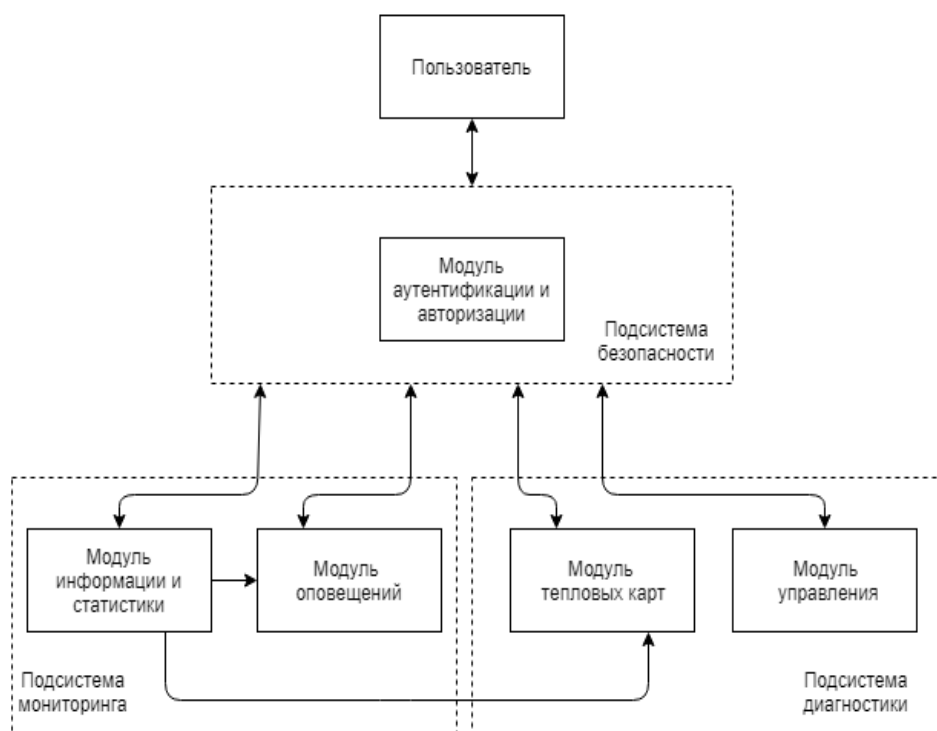 Пользователь
Модуль
аутентификации и
авторизации
Подсистема
безопасности
Модуль
информации и
статистики
Модуль
оповещений
Модуль
тепловых карт
Модуль
управления
Подсистема
мониторинга
Подсистема
диагностики